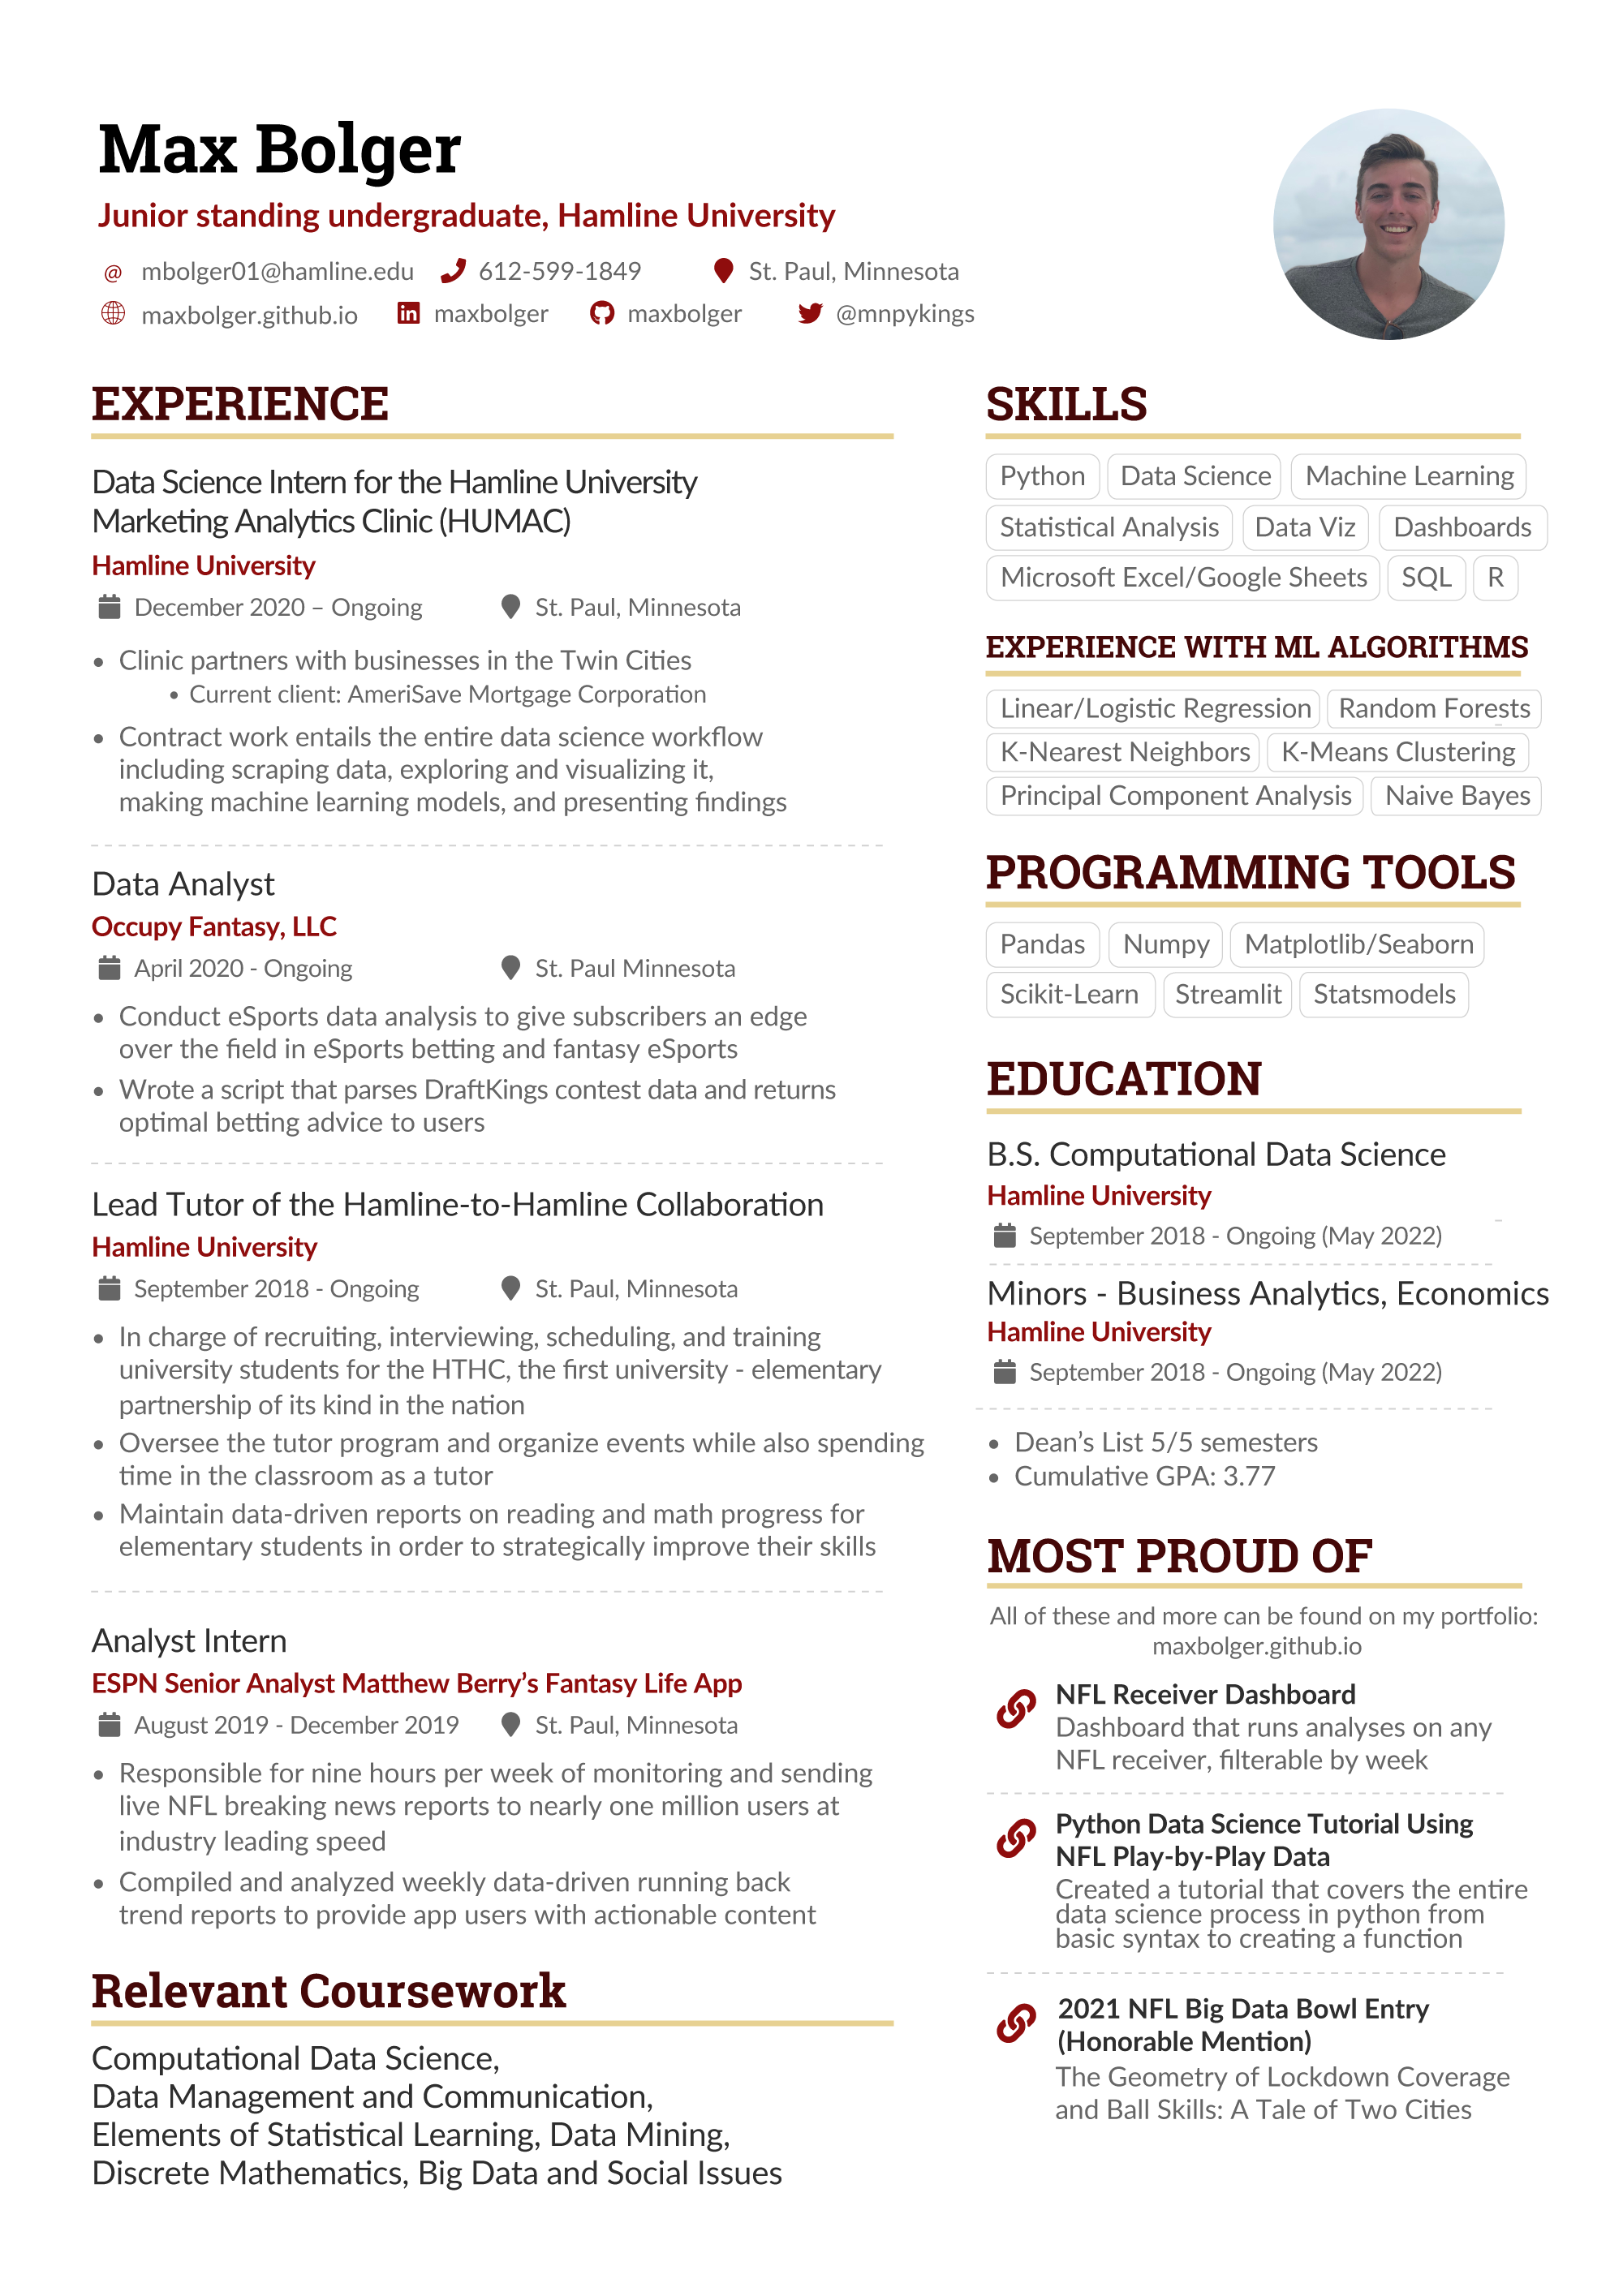 Max Bolger
Junior standing undergraduate, Hamline University
@ mbolger01@hamline.edu 612-599-1849 St. Paul, Minnesota
maxbolger.github.io maxbolger maxbolger @mnpykings
EXPERIENCE
Data Science Intern for the Hamline University
Marketing Analytics Clinic (HUMAC)
Hamline University
December 2020 – Ongoing St. Paul, Minnesota
• Clinic partners with businesses in the Twin Cities
• Current client: AmeriSave Mortgage Corporation
• Contract work entails the entire data science workflow
including scraping data, exploring and visualizing it,
making machine learning models, and presenting findings
Data Analyst
Occupy Fantasy, LLC
April 2020 - Ongoing St. Paul Minnesota
• Conduct eSports data analysis to give subscribers an edge
over the field in eSports betting and fantasy eSports
• Wrote a script that parses DraftKings contest data and returns
optimal betting advice to users
Lead Tutor of the Hamline-to-Hamline Collaboration
Hamline University
September 2018 - Ongoing St. Paul, Minnesota
• In charge of recruiting, interviewing, scheduling, and training
university students for the HTHC, the first university - elementary
partnership of its kind in the nation
• Oversee the tutor program and organize events while also spending
time in the classroom as a tutor
• Maintain data-driven reports on reading and math progress for
elementary students in order to strategically improve their skills
Analyst Intern
ESPN Senior Analyst Matthew Berry's Fantasy Life App
August 2019 - December 2019 St. Paul, Minnesota
• Responsible for nine hours per week of monitoring and sending
live NFL breaking news reports to nearly one million users at
industry leading speed
• Compiled and analyzed weekly data-driven running back
trend reports to provide app users with actionable content
Relevant Coursework
Computational Data Science,
Data Management and Communication,
Elements of Statistical Learning, Data Mining,
Discrete Mathematics, Big Data and Social Issues
SKILLS
Python Data Science Machine Learning
Statistical Analysis Data Viz Dashboards
Microsoft Excel/Google Sheets SQL R
EXPERIENCE WITH ML ALGORITHMS
Linear/Logistic Regression Random Forests
K-Nearest Neighbors K-Means Clustering
Principal Component Analysis Naive Bayes
PROGRAMMING TOOLS
Pandas Numpy Matplotlib/Seaborn
Scikit-Learn Streamlit Statsmodels
EDUCATION
B.S. Computational Data Science
Hamline University
September 2018 - Ongoing (May 2022)
Minors - Business Analytics, Economics
Hamline University
September 2018 - Ongoing (May 2022)
• Dean's List 5/5 semesters
• Cumulative GPA: 3.77
MOST PROUD OF
All of these and more can be found on my portfolio:
maxbolger.github.io
NFL Receiver Dashboard
Dashboard that runs analyses on any
NFL receiver, filterable by week
Python Data Science Tutorial Using
NFL Play-by-Play Data
Created a tutorial that covers the entire
data science process in python from
basic syntax to creating a function
2021 NFL Big Data Bowl Entry
(Honorable Mention)
The Geometry of Lockdown Coverage
and Ball Skills: A Tale of Two Cities